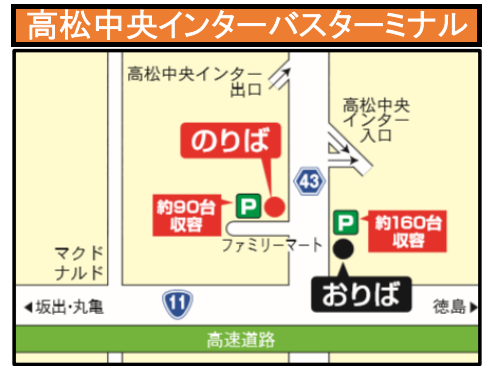 高松中央インターバスターミナル
高松中央インター
出口
高松中央
インター
入口
のりば
43
約90台
収容
P
P
約160台
収容
ファミリーマート
マクド
ナルド
おりば
11
◀坂出・丸亀
徳島▶
高速道路